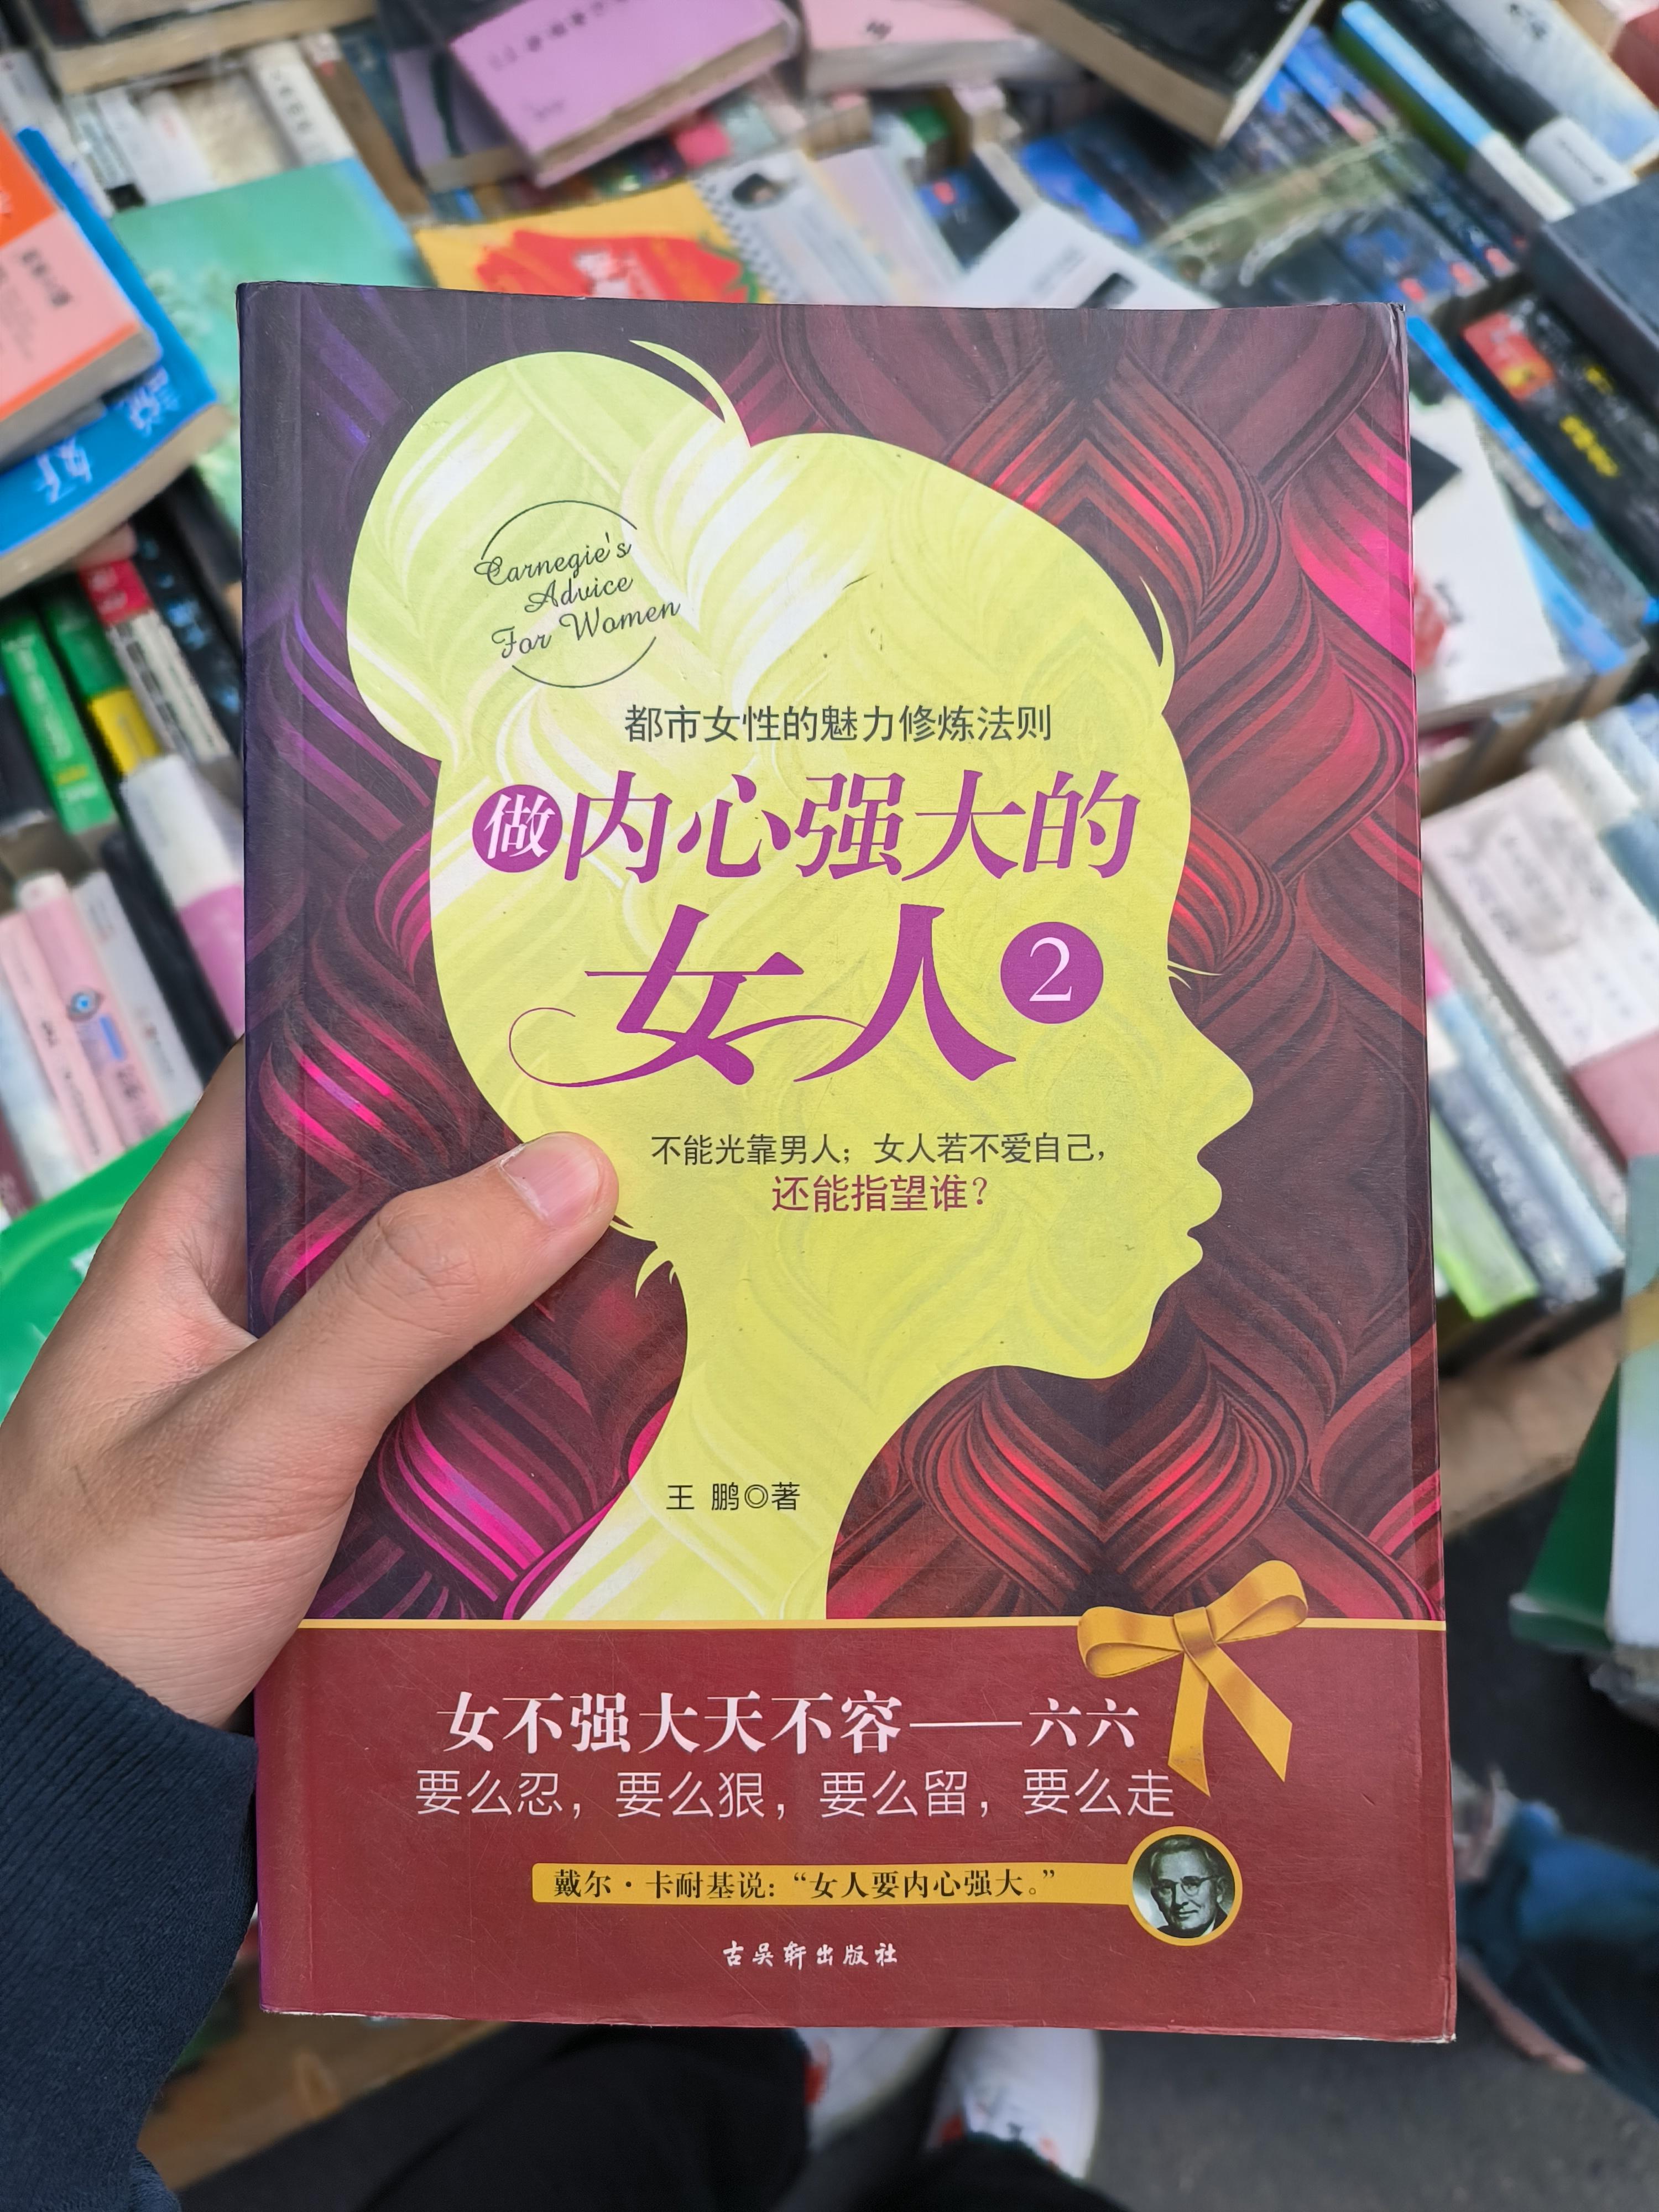 Carnegie's
Advice
For Women
都市女性的魅力修炼法则
做内心强大的
女人2
不能光靠男人；女人若不爱自己，
还能指望谁？
王 鹏◎著
女不强大天不容——六六
要么忍，要么狠，要么留，要么走
戴尔·卡耐基说：“女人要内心强大。”
古吴轩出版社